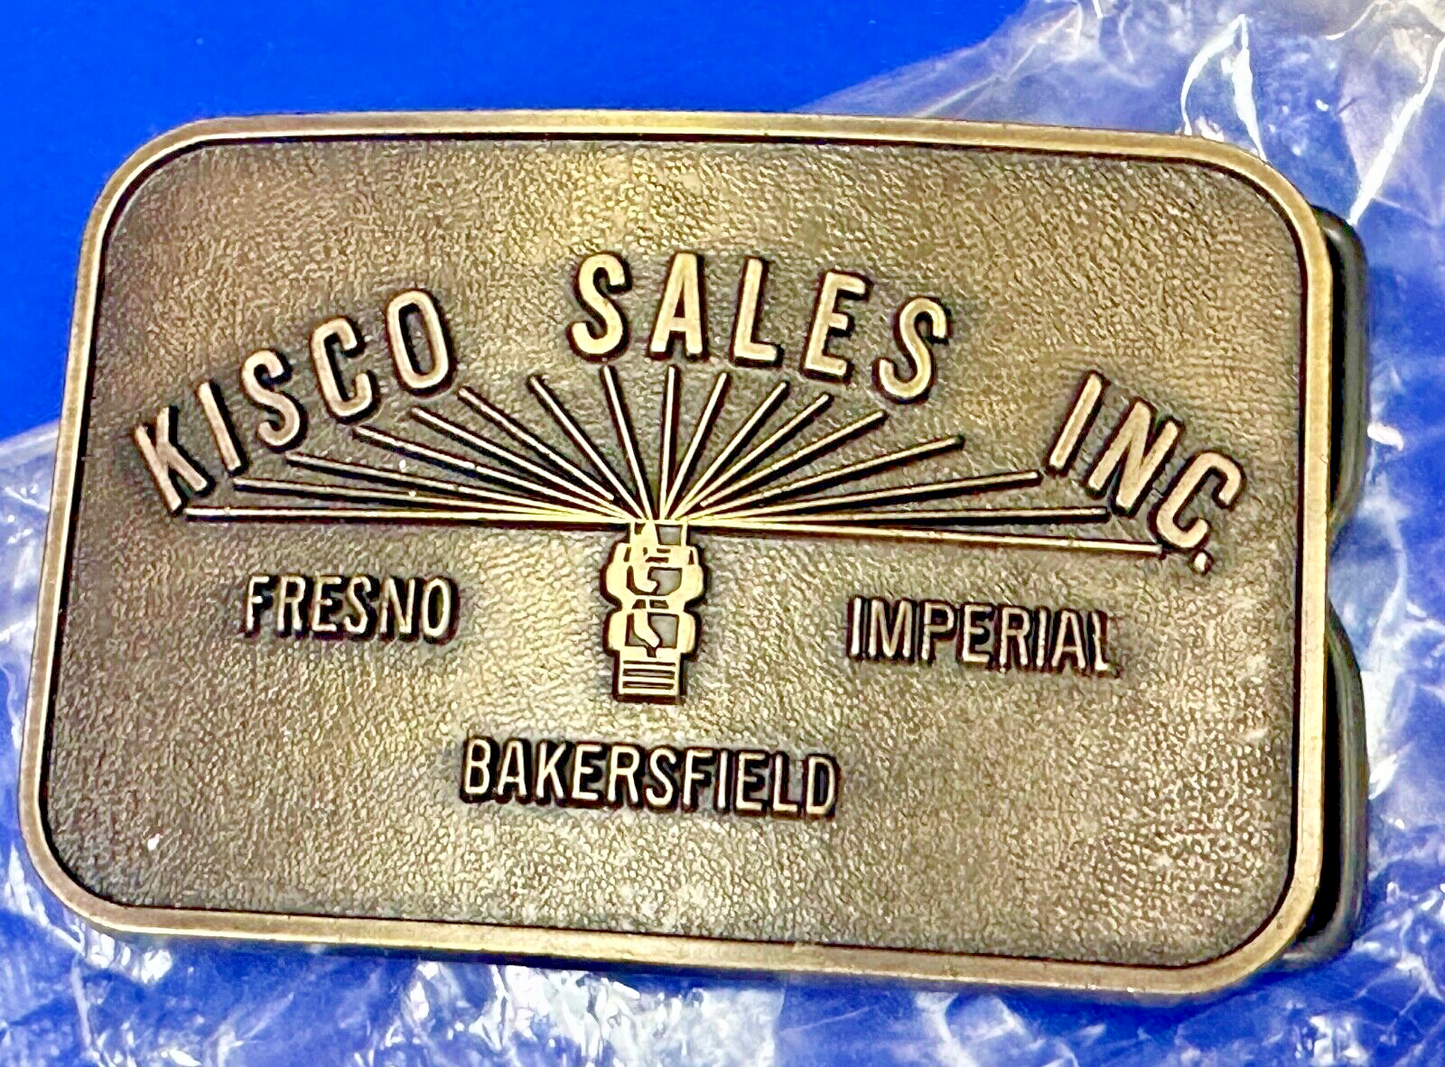 KISCO SALES INC.
FRESNO IMPERIAL
BAKERSFIELD